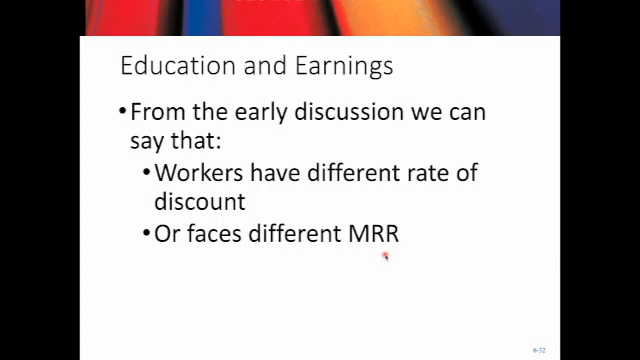 Education and Earnings
•From the early discussion we can
say that:
•Workers have different rate of
discount
•Or faces different MRR
6-32